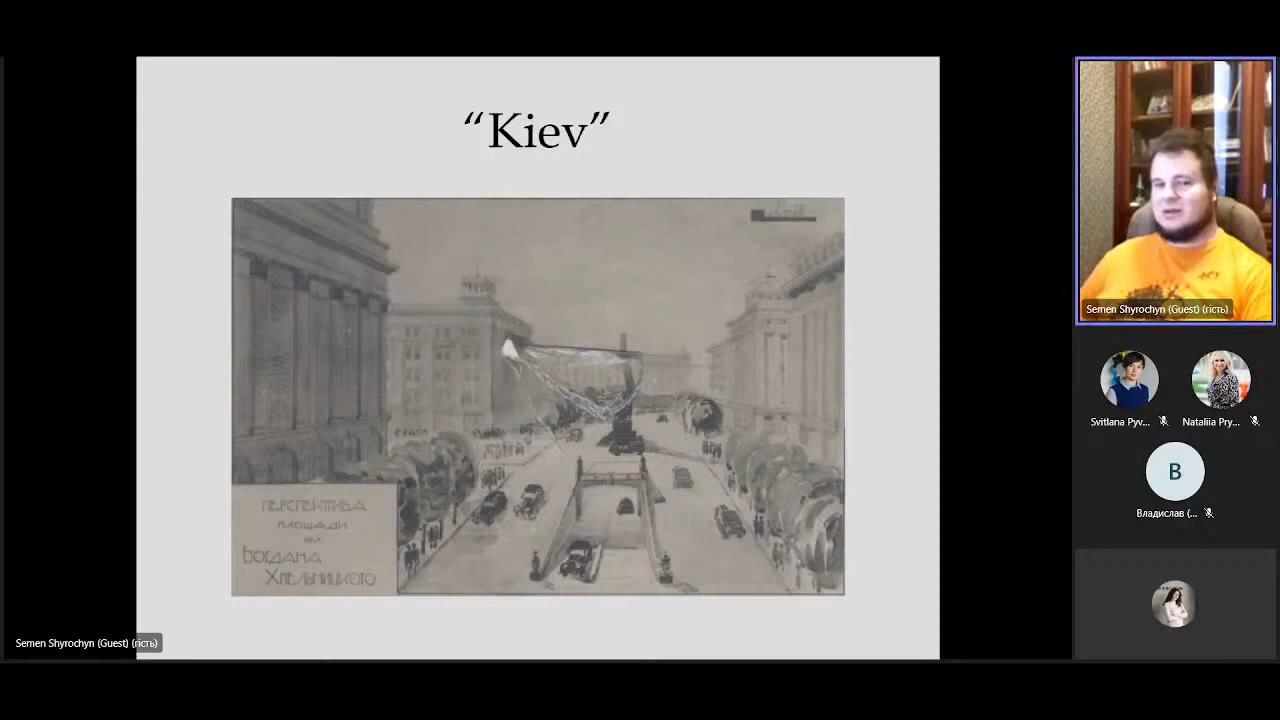 “Kiev”
ПЕРСПЕКТИВА
ПЛОЩАДИ
ИМ
БОГДАНА
ХМЕЛЬНИЦКОГО
Semen Shyrochyn (Guest) (гість)
Semen Shyrochyn (Guest) (гість)
Svitlana Pyv...
Nataliia Pry...
B
Владислав (...